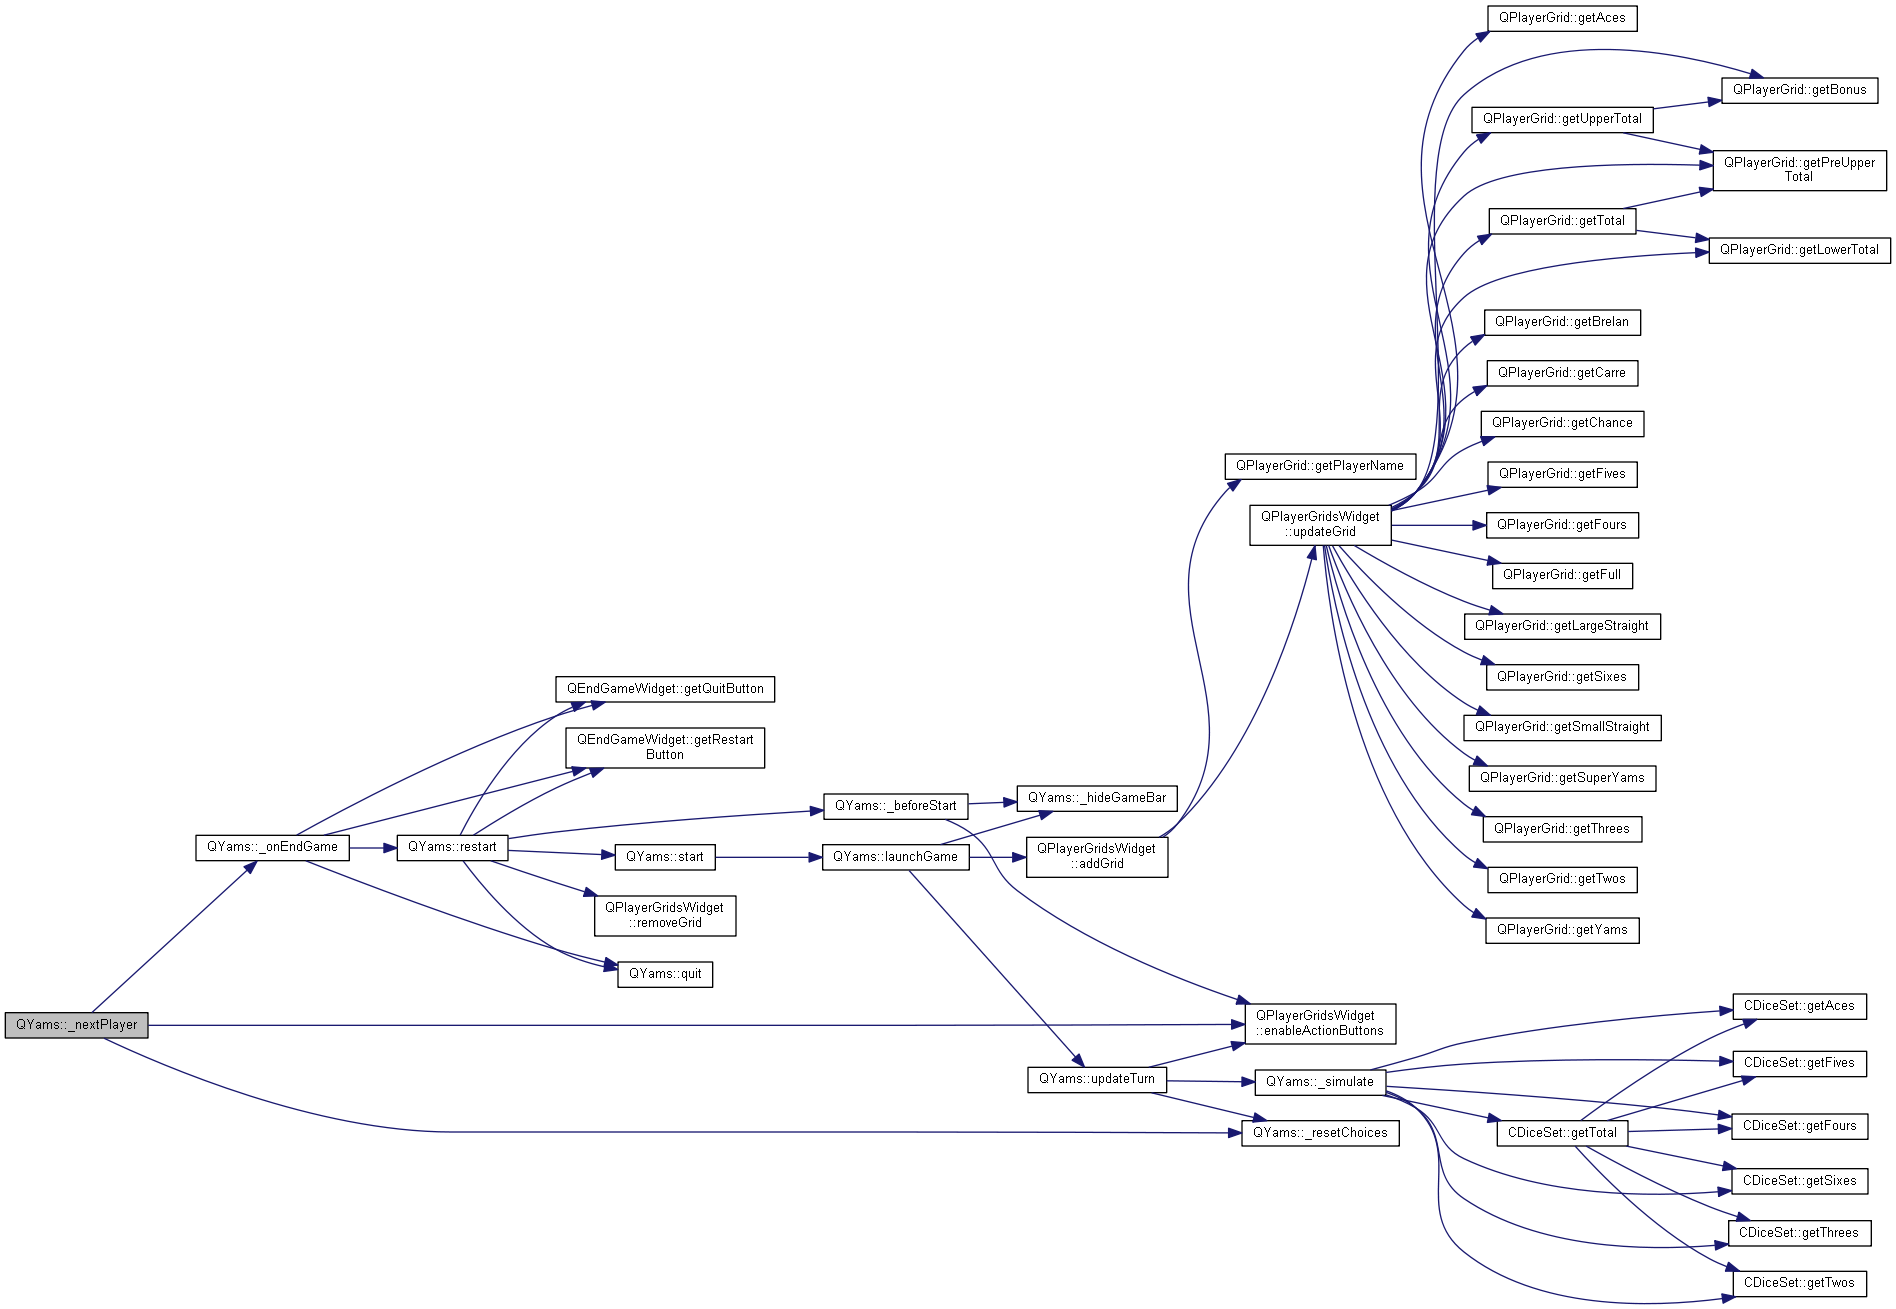 QPlayerGrid::getAces
QPlayerGrid::getBonus
QPlayerGrid::getUpperTotal
QPlayerGrid::getPreUpper
Total
QPlayerGrid::getTotal
QPlayerGrid::getLowerTotal
QPlayerGrid::getBrelan
QPlayerGrid::getCarre
QPlayerGrid::getChance
QPlayerGrid::getPlayerName
QPlayerGrid::getFives
QPlayerGridsWidget
::updateGrid
QPlayerGrid::getFours
QPlayerGrid::getFull
QPlayerGrid::getLargeStraight
QPlayerGrid::getSixes
QEndGameWidget::getQuitButton
QPlayerGrid::getSmallStraight
QEndGameWidget::getRestart
Button
QPlayerGrid::getSuperYams
QYams::_hideGameBar
QYams::_beforeStart
QPlayerGrid::getThrees
QYams::_onEndGame
QYams::restart
QYams::start
QYams::launchGame
QPlayerGridsWidget
::addGrid
QPlayerGrid::getTwos
QPlayerGridsWidget
::removeGrid
QPlayerGrid::getYams
QYams::quit
CDiceSet::getAces
QYams::_nextPlayer
QPlayerGridsWidget
::enableActionButtons
CDiceSet::getFives
QYams::updateTurn
QYams::_simulate
CDiceSet::getFours
QYams::_resetChoices
CDiceSet::getTotal
CDiceSet::getSixes
CDiceSet::getThrees
CDiceSet::getTwos